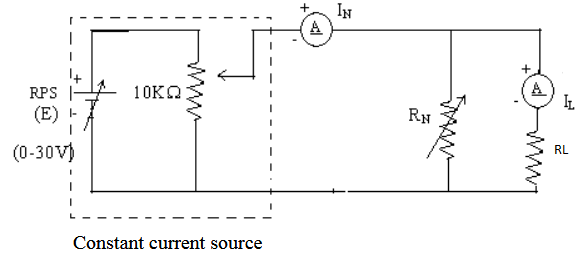 + I_N
A
-
RPS + 10KΩ
(E) -
(0-30V)
R_N
+
A
- I_L
RL
Constant current source